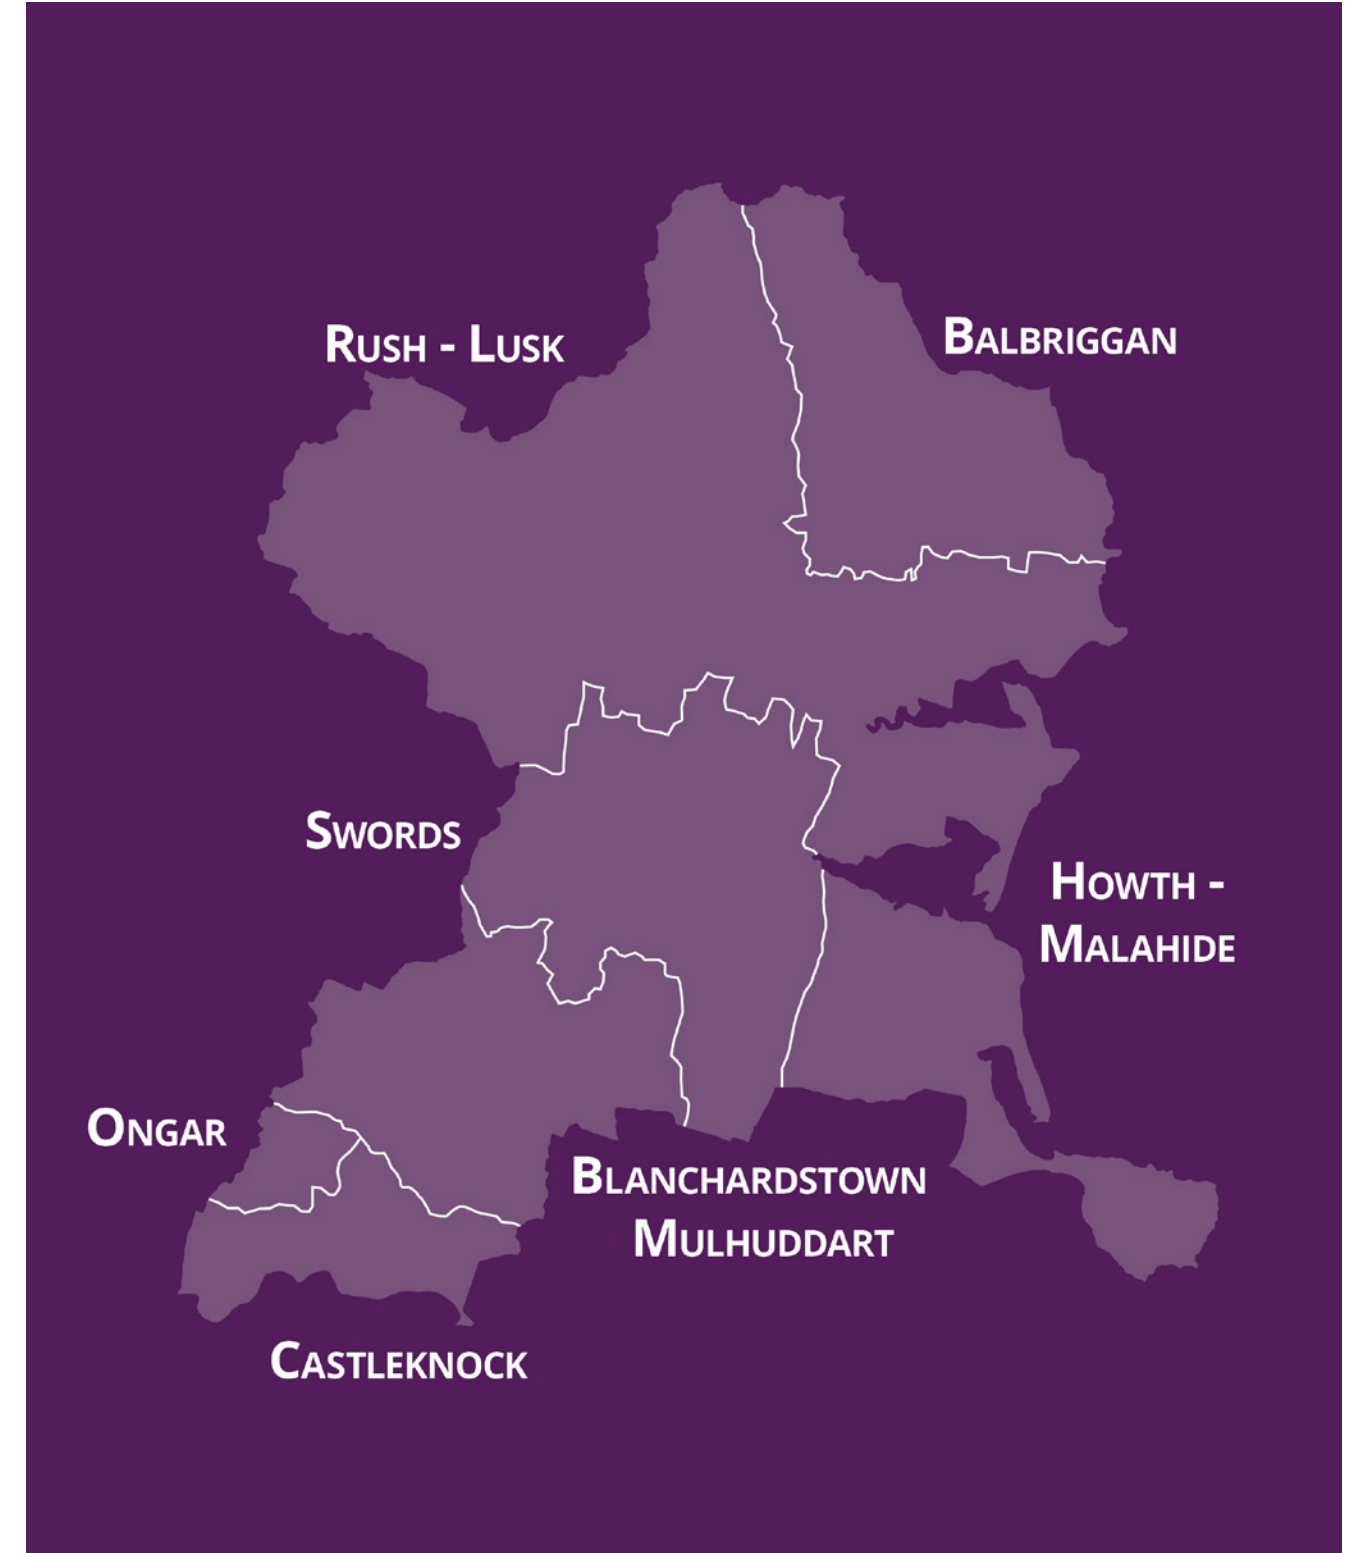 Rush - Lusk
Balbriggan
Swords
Howth -
Malahide
Ongar
Blanchardstown
Mulhuddart
Castleknock